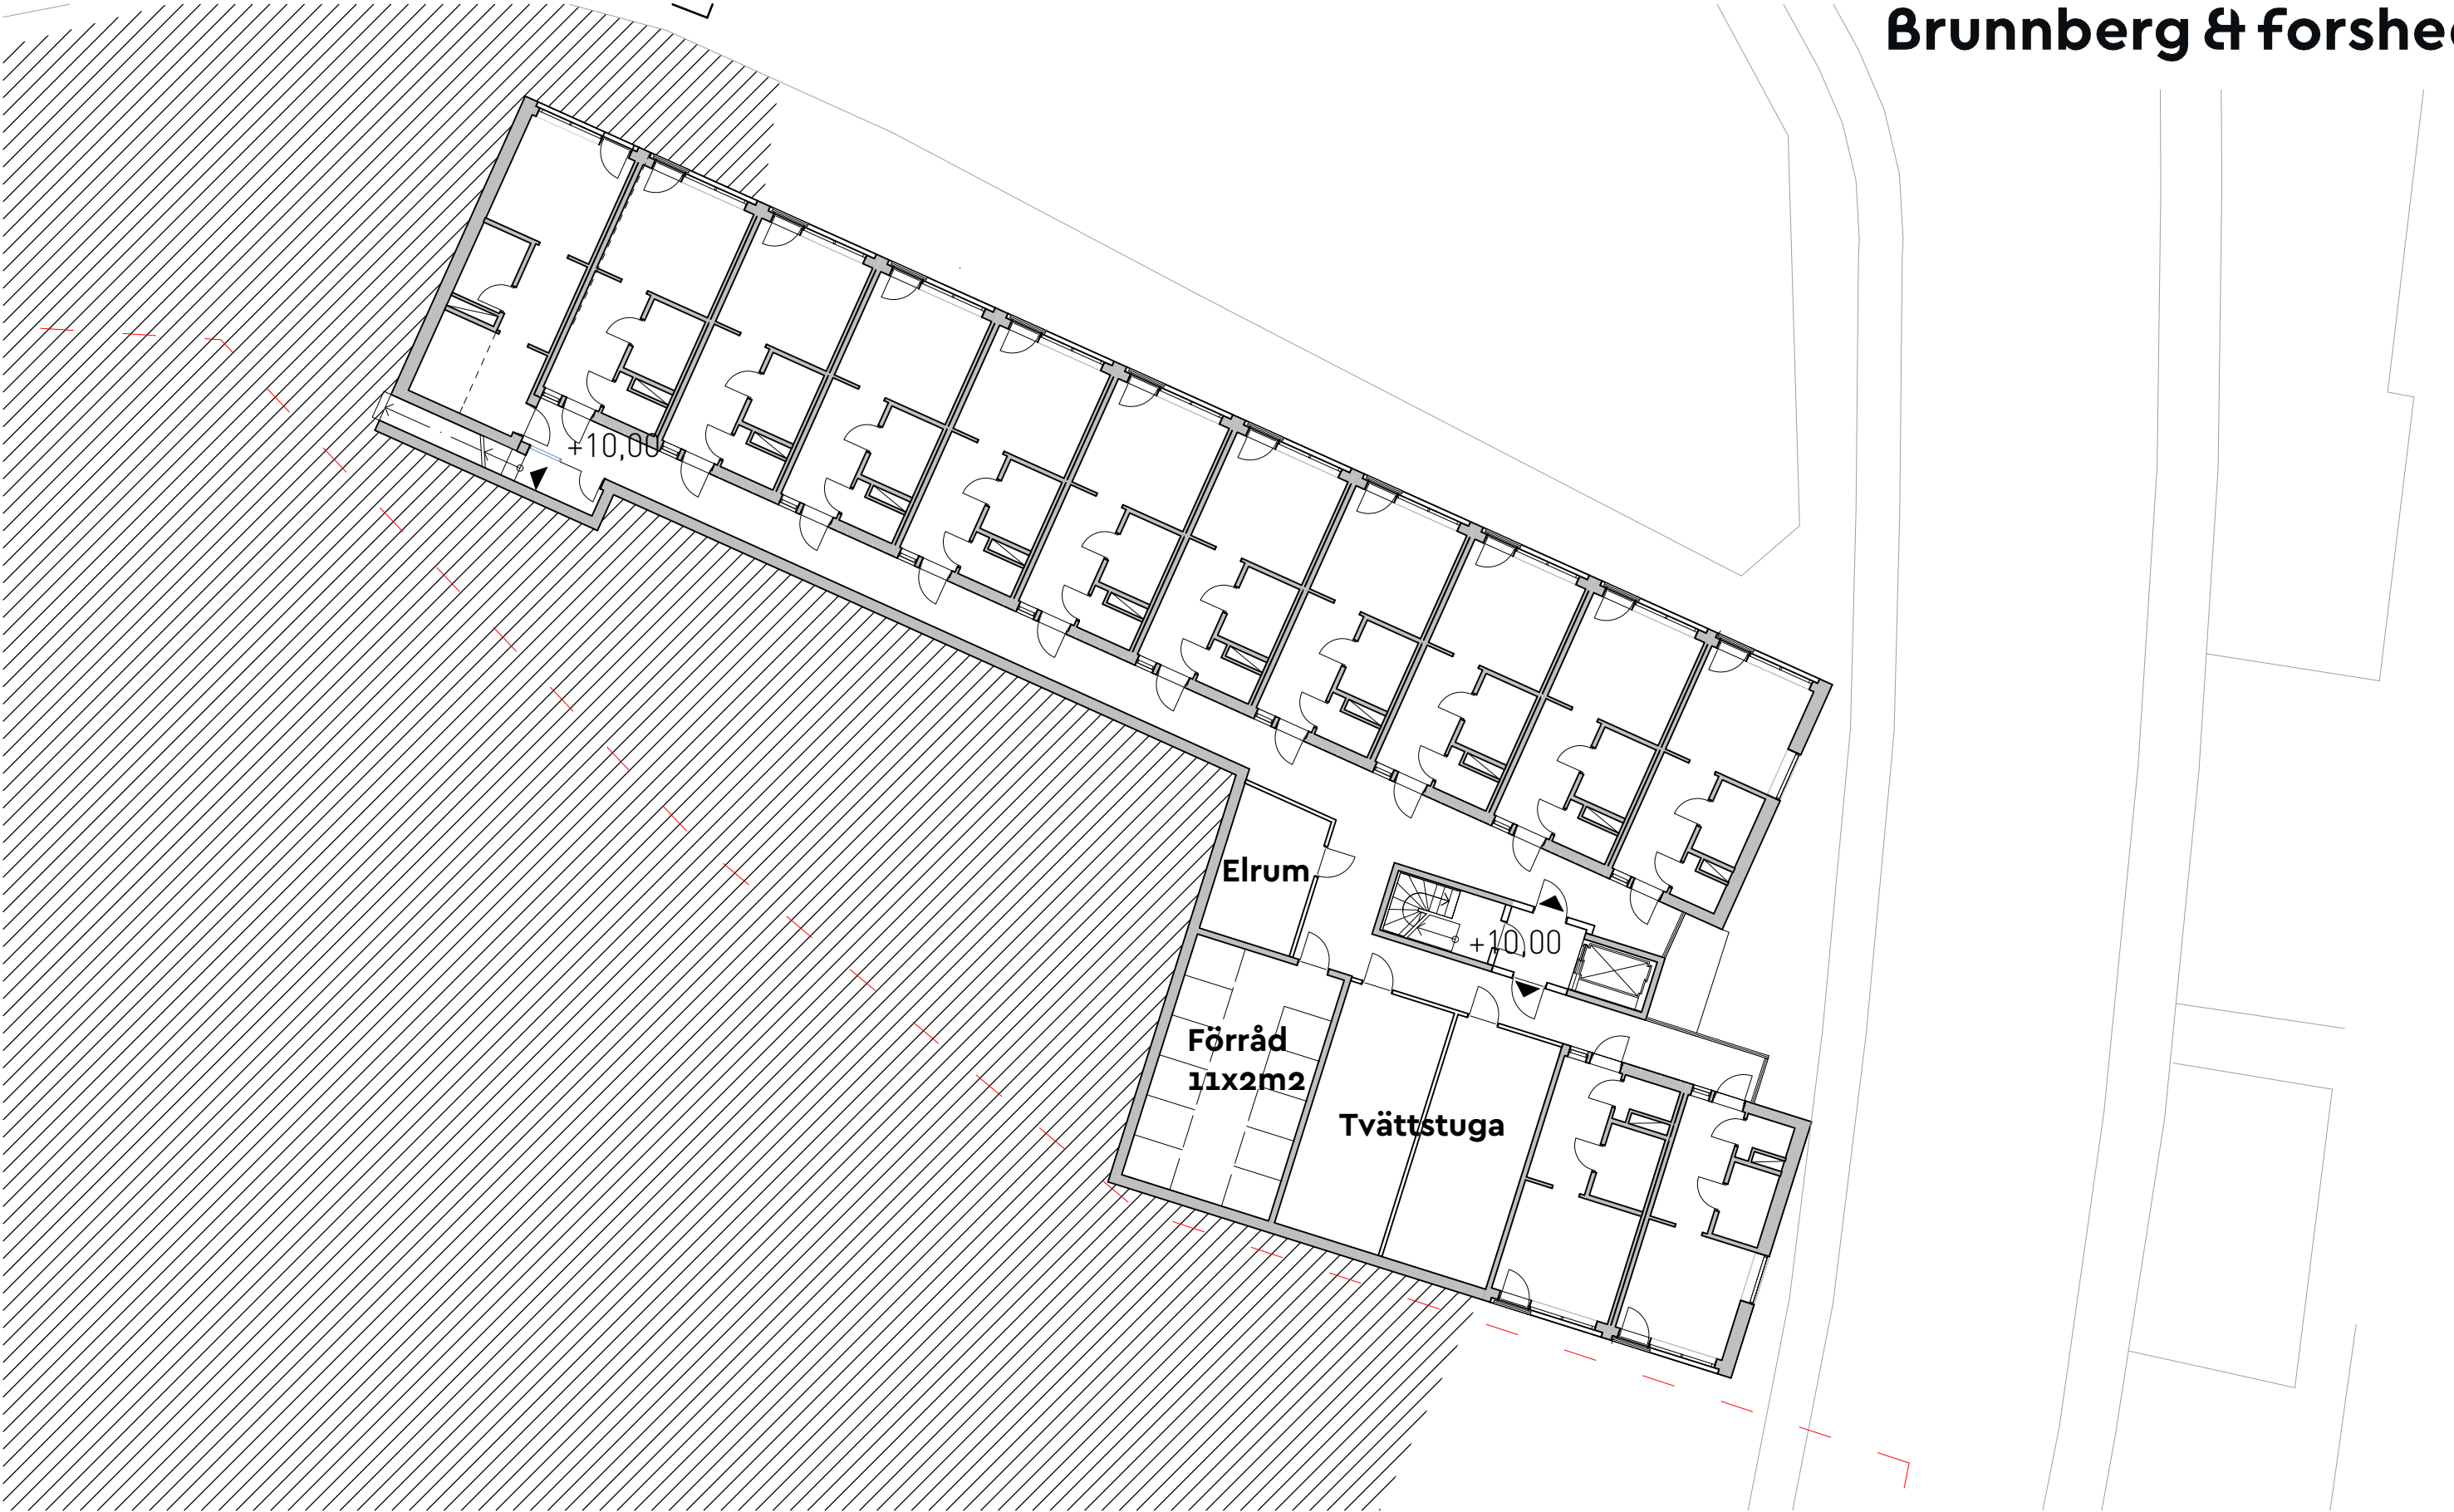 Brunnberg & forshe
+10,00
Elrum
+10,00
Förråd
11x2m2
Tvättstuga